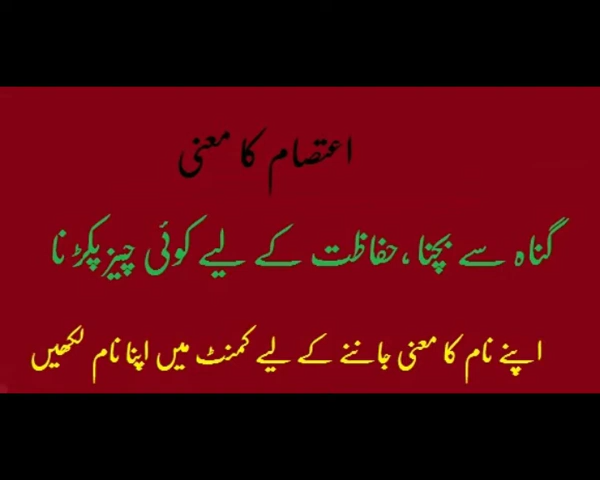 اعتصام کا معنی
گناہ سے بچنا ،حفاظت کے لیے کوئی چیز پکڑنا
اپنے نام کا معنی جاننے کے لیے کمنٹ میں اپنا نام لکھیں